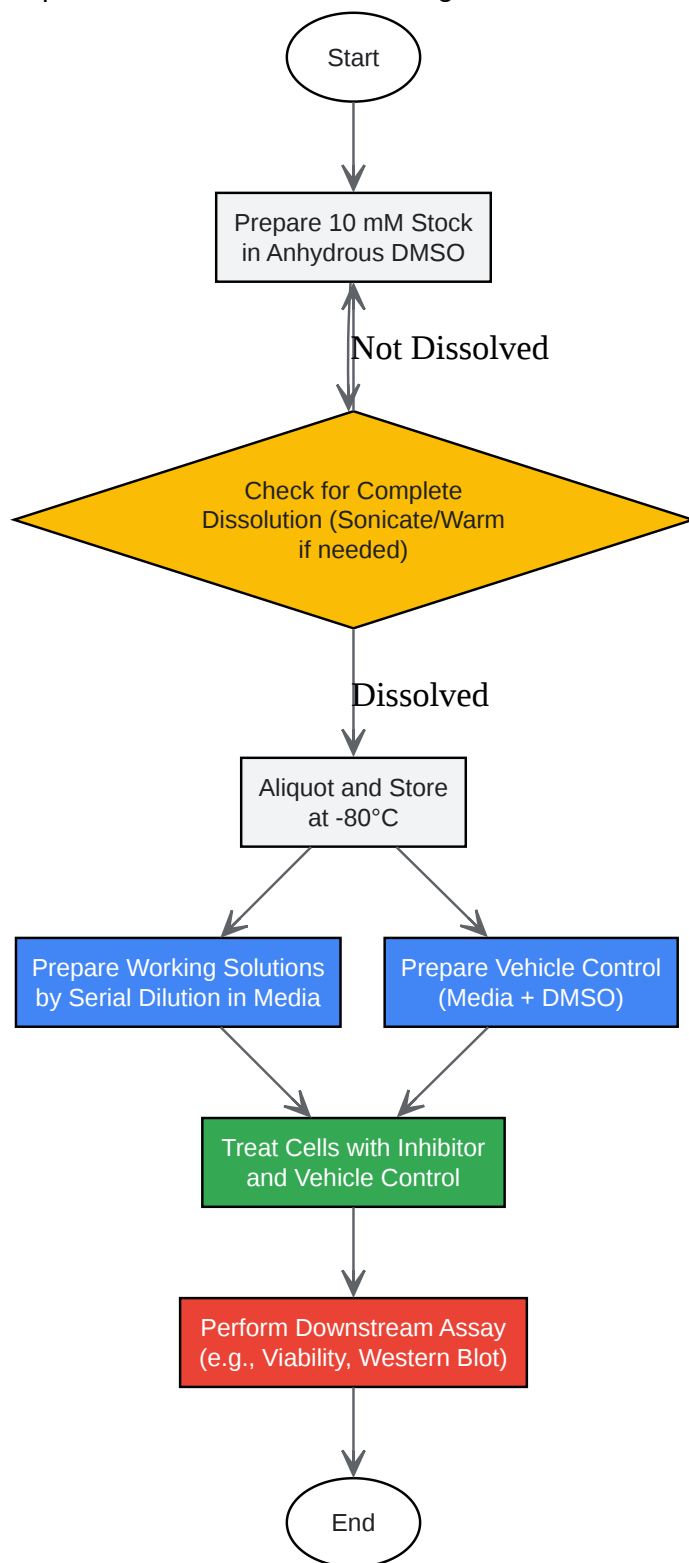 Start
Prepare 10 mM Stock
in Anhydrous DMSO
Not Dissolved
Check for Complete
Dissolution (Sonicate/Warm
if needed)
Dissolved
Aliquot and Store
at -80°C
Prepare Working Solutions
by Serial Dilution in Media
Prepare Vehicle Control
(Media + DMSO)
Treat Cells with Inhibitor
and Vehicle Control
Perform Downstream Assay
(e.g., Viability, Western Blot)
End